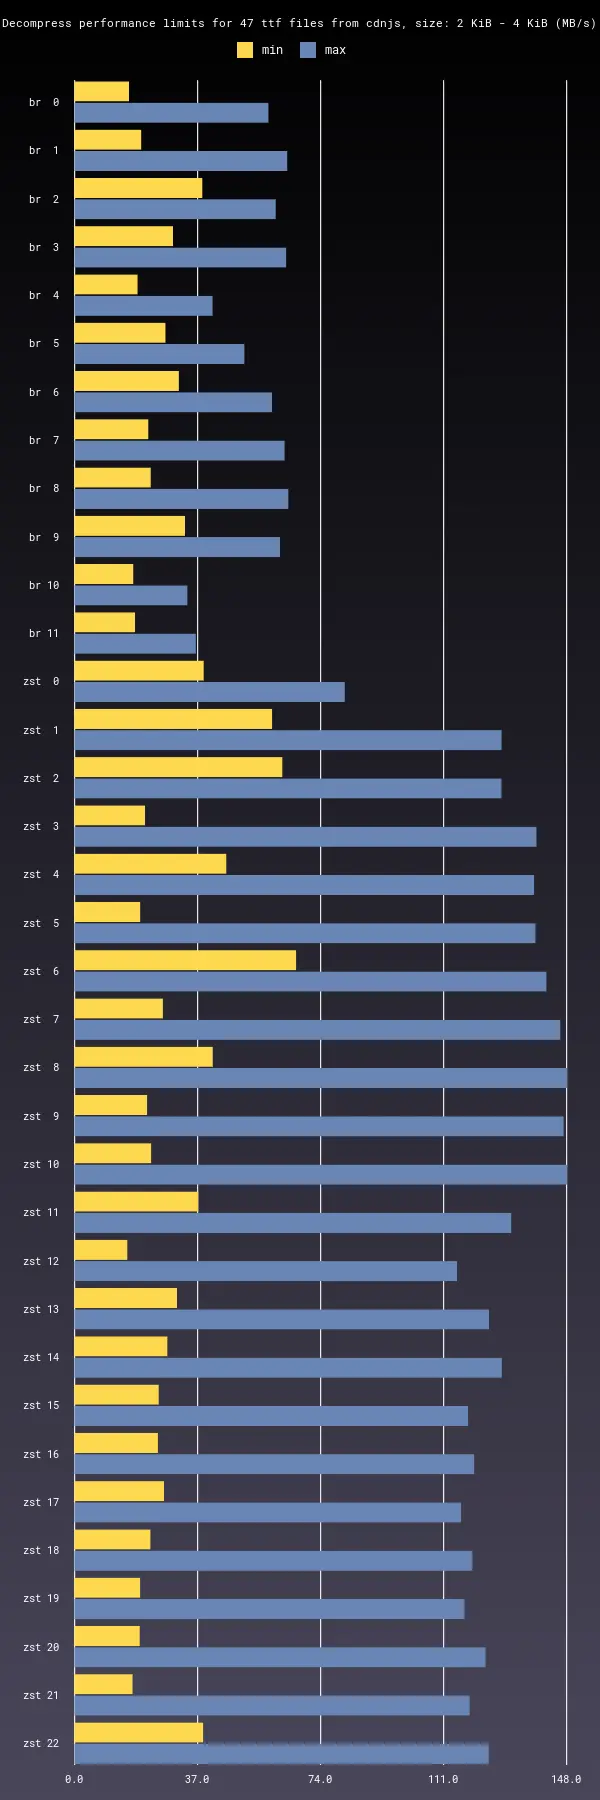 Decompress performance limits for 47 ttf files from cdnjs, size: 2 KiB - 4 KiB (MB/s)
min max
br 0
br 1
br 2
br 3
br 4
br 5
br 6
br 7
br 8
br 9
br 10
br 11
zst 0
zst 1
zst 2
zst 3
zst 4
zst 5
zst 6
zst 7
zst 8
zst 9
zst 10
zst 11
zst 12
zst 13
zst 14
zst 15
zst 16
zst 17
zst 18
zst 19
zst 20
zst 21
zst 22
0.0 37.0 74.0 111.0 148.0